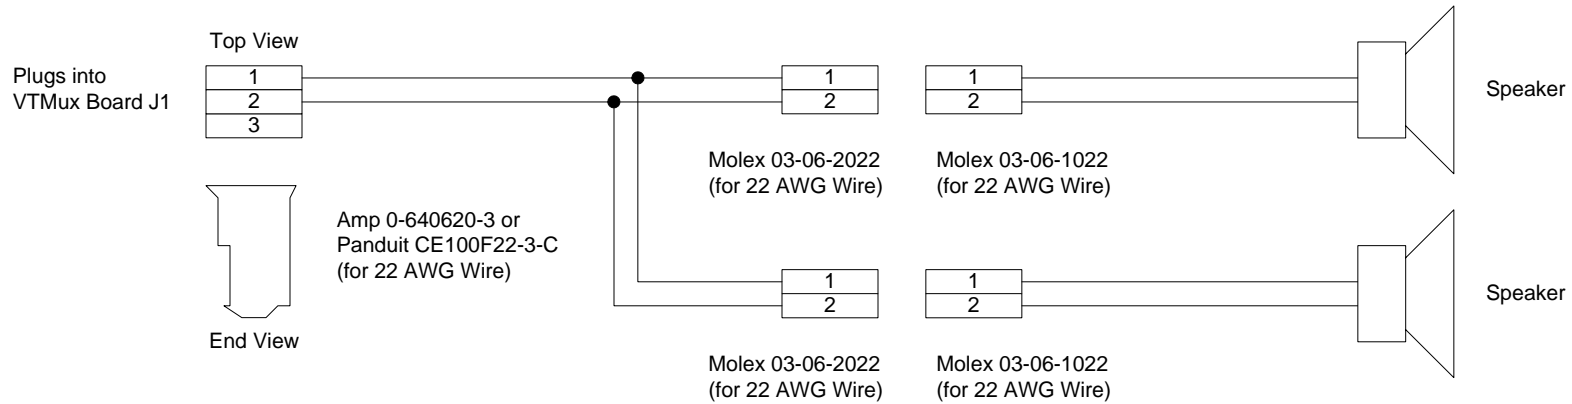 Top View
Plugs into
VTMux Board J1
1
2
3
1
2
1
2
Speaker
Molex 03-06-2022
(for 22 AWG Wire)
Molex 03-06-1022
(for 22 AWG Wire)
Amp 0-640620-3 or
Panduit CE100F22-3-C
(for 22 AWG Wire)
End View
1
2
1
2
Speaker
Molex 03-06-2022
(for 22 AWG Wire)
Molex 03-06-1022
(for 22 AWG Wire)